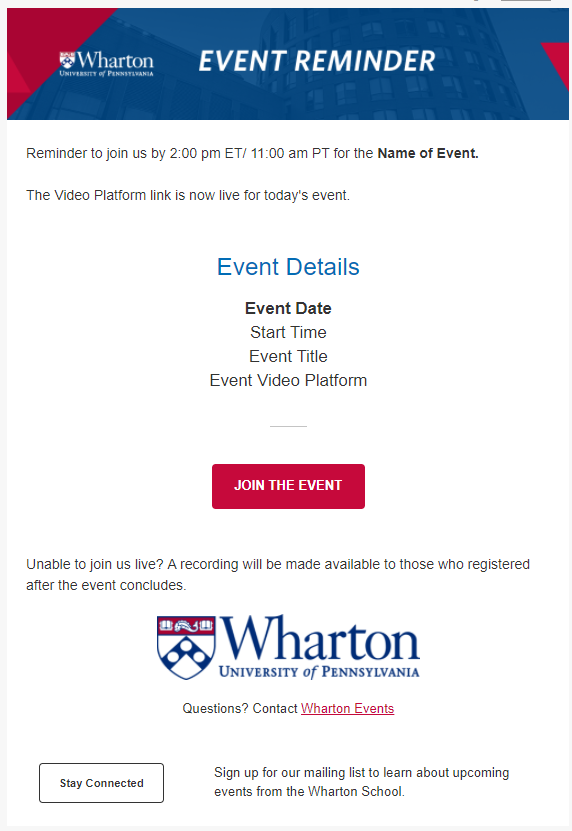 Wharton
UNIVERSITY of PENNSYLVANIA
EVENT REMINDER
Reminder to join us by 2:00 pm ET/ 11:00 am PT for the Name of Event.
The Video Platform link is now live for today's event.
Event Details
Event Date
Start Time
Event Title
Event Video Platform
JOIN THE EVENT
Unable to join us live? A recording will be made available to those who registered
after the event concludes.
Wharton
UNIVERSITY of PENNSYLVANIA
Questions? Contact Wharton Events
Stay Connected
Sign up for our mailing list to learn about upcoming
events from the Wharton School.